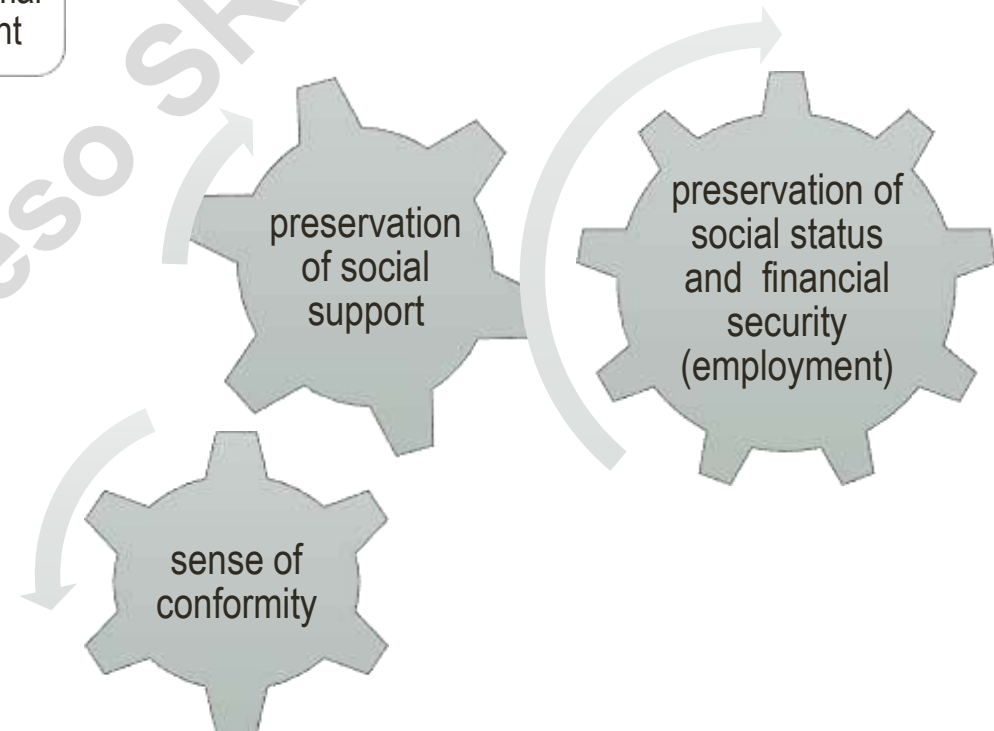 preservation
of social
support
preservation of
social status
and financial
security
(employment)
sense of
conformity